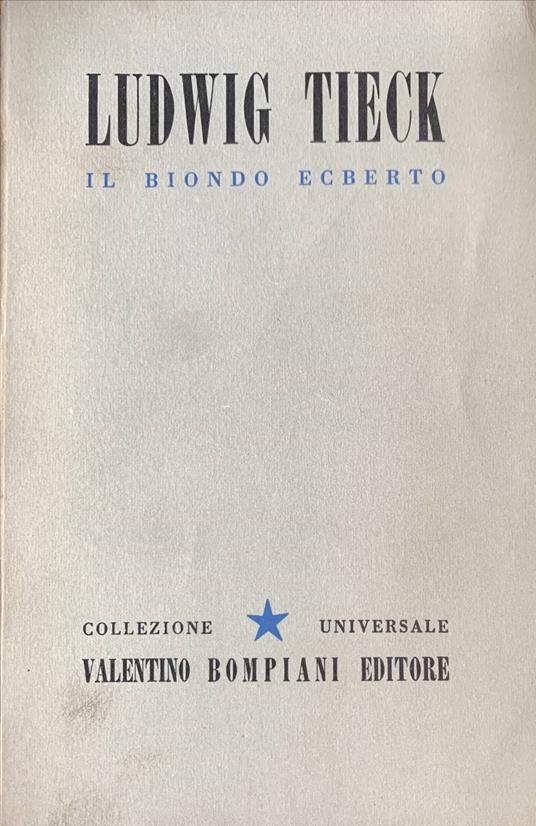 LUDWIG TIECK
IL BIONDO ECBERTO
COLLEZIONE UNIVERSALE
VALENTINO BOMPIANI EDITORE